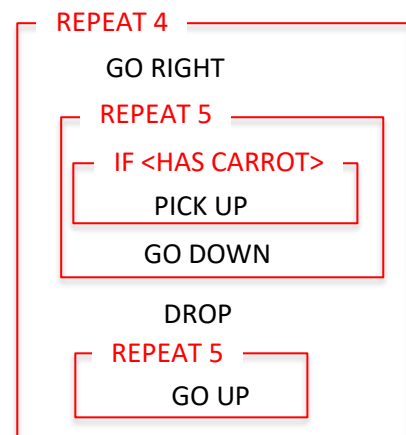 REPEAT 4
GO RIGHT
REPEAT 5
IF <HAS CARROT>
PICK UP
GO DOWN
DROP
REPEAT 5
GO UP